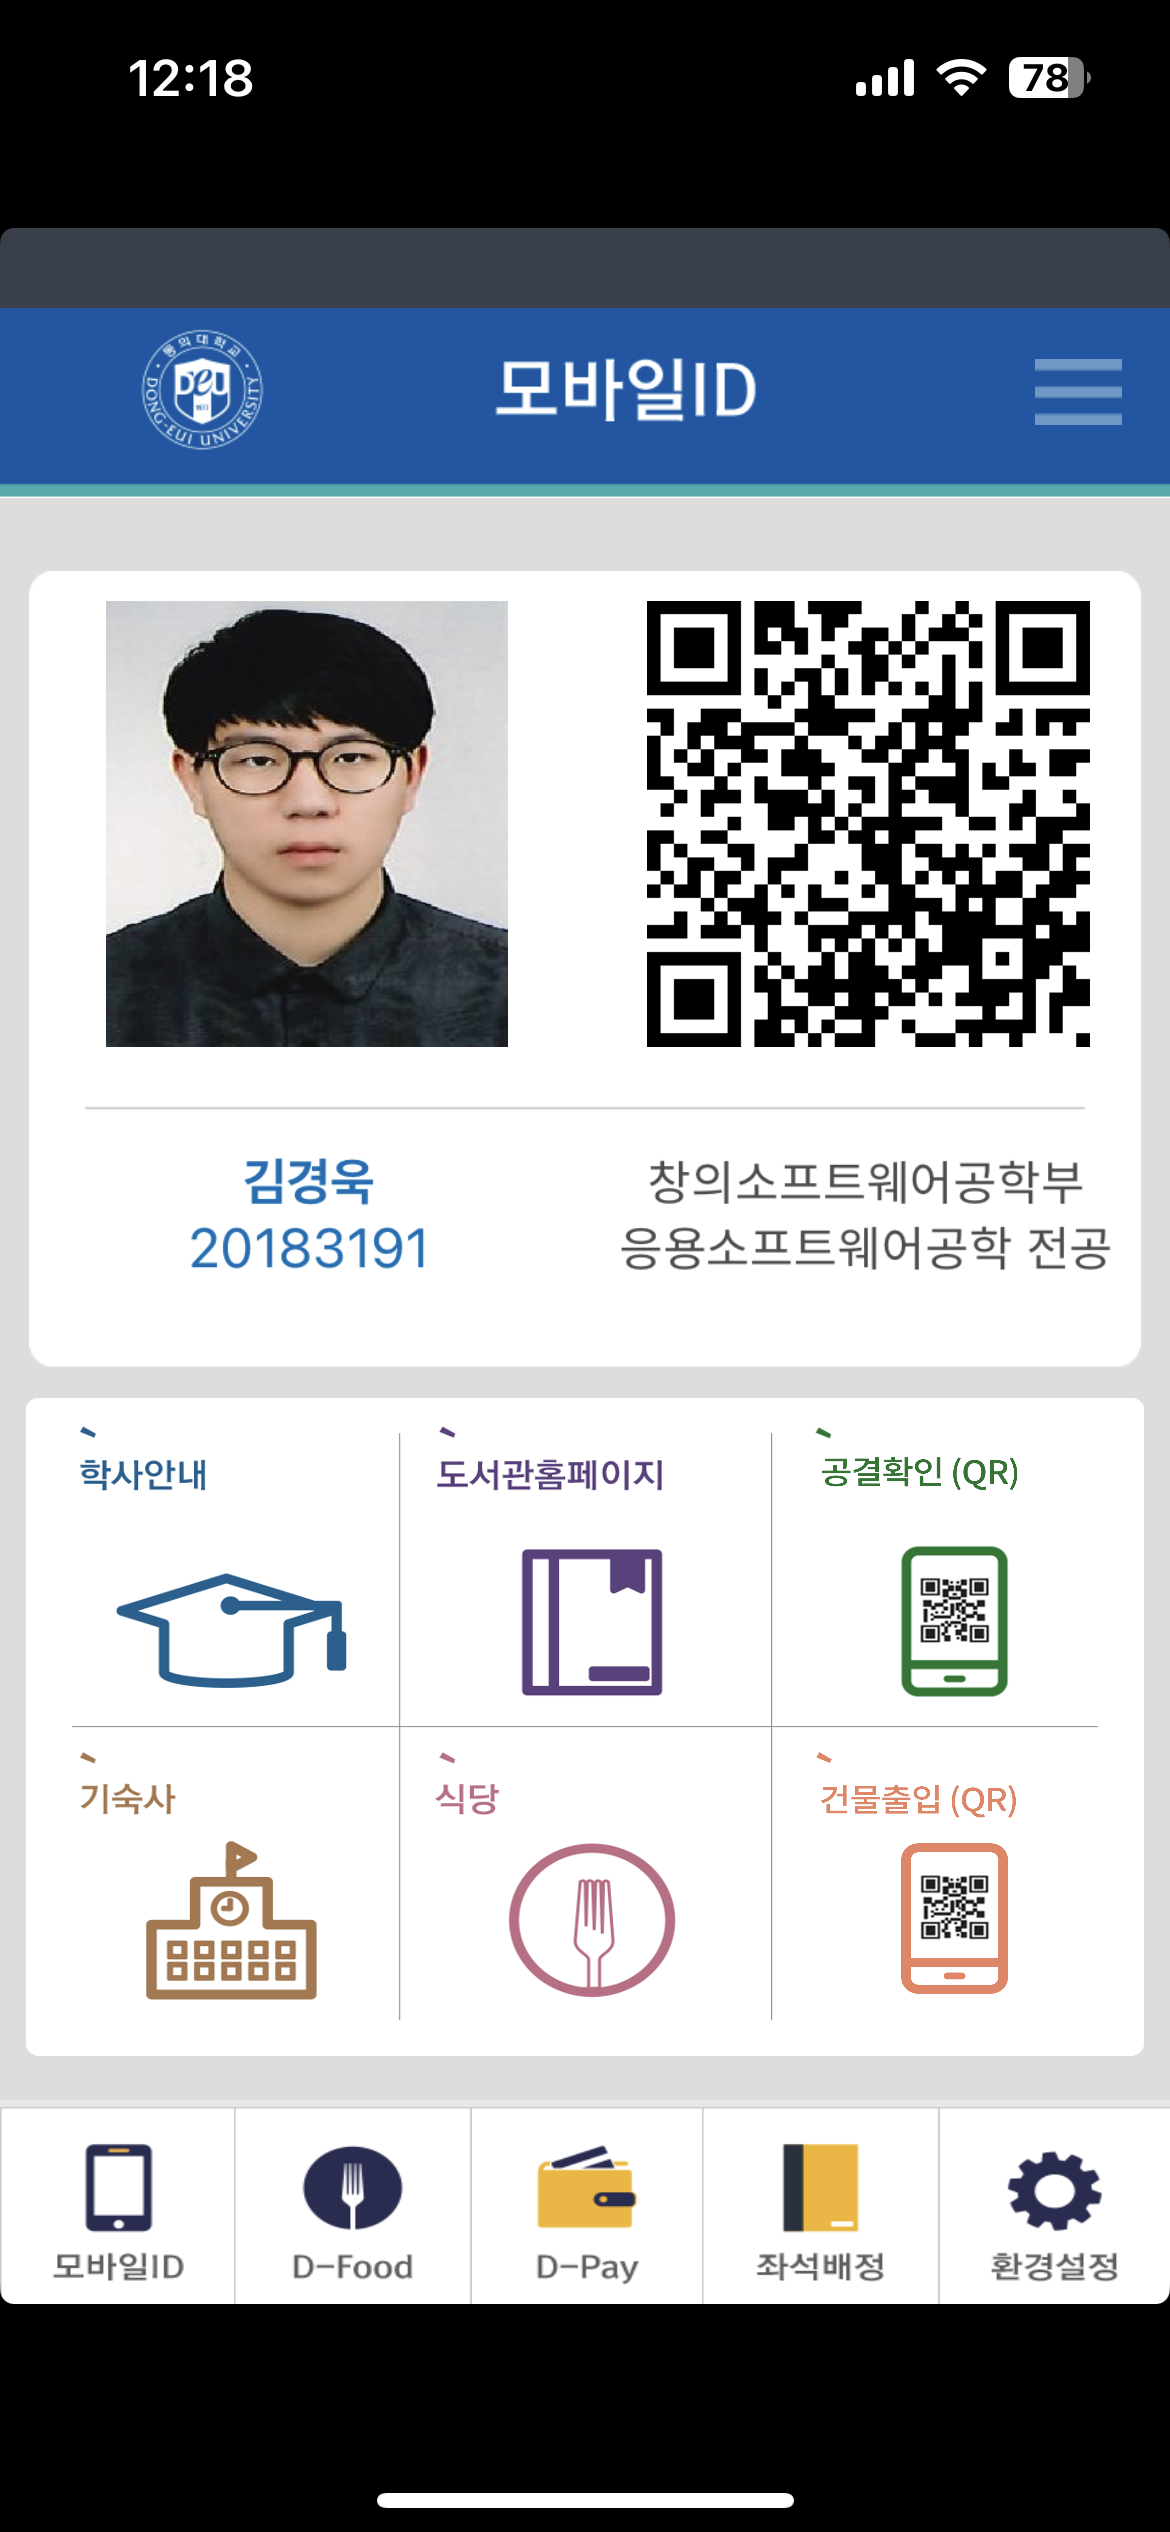 12:18
78
동의대학교
DEU
DONG-EUI UNIVERSITY
모바일ID
김경욱
20183191
창의소프트웨어공학부
응용소프트웨어공학 전공
학사안내
도서관홈페이지
공결확인 (QR)
기숙사
식당
건물출입 (QR)
모바일ID
D-Food
D-Pay
좌석배정
환경설정